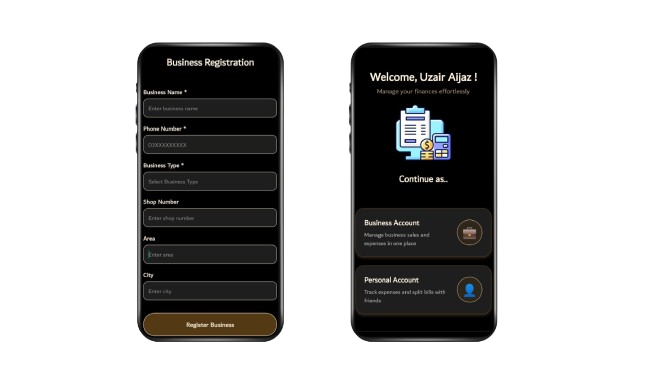 Business Registration
Business Name *
Enter business name
Phone Number *
03XXXXXXXXX
Business Type *
Select Business Type
Shop Number
Enter shop number
Area
Enter area
City
Enter city
Register Business
Welcome, Uzair Aijaz !
Manage your finances effortlessly
Continue as..
Business Account
Manage business sales and
expenses in one place
Personal Account
Track expenses and split bills with
friends